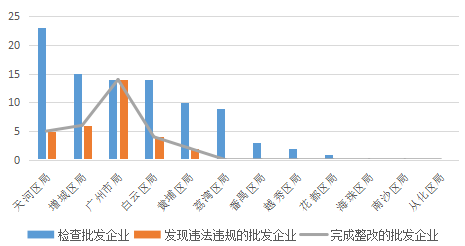 25
20
15
10
5
0
天河区局
增城区局
广州市局
白云区局
黄埔区局
荔湾区局
番禺区局
越秀区局
花都区局
海珠区局
南沙区局
从化区局
检查批发企业 发现违法违规的批发企业 完成整改的批发企业